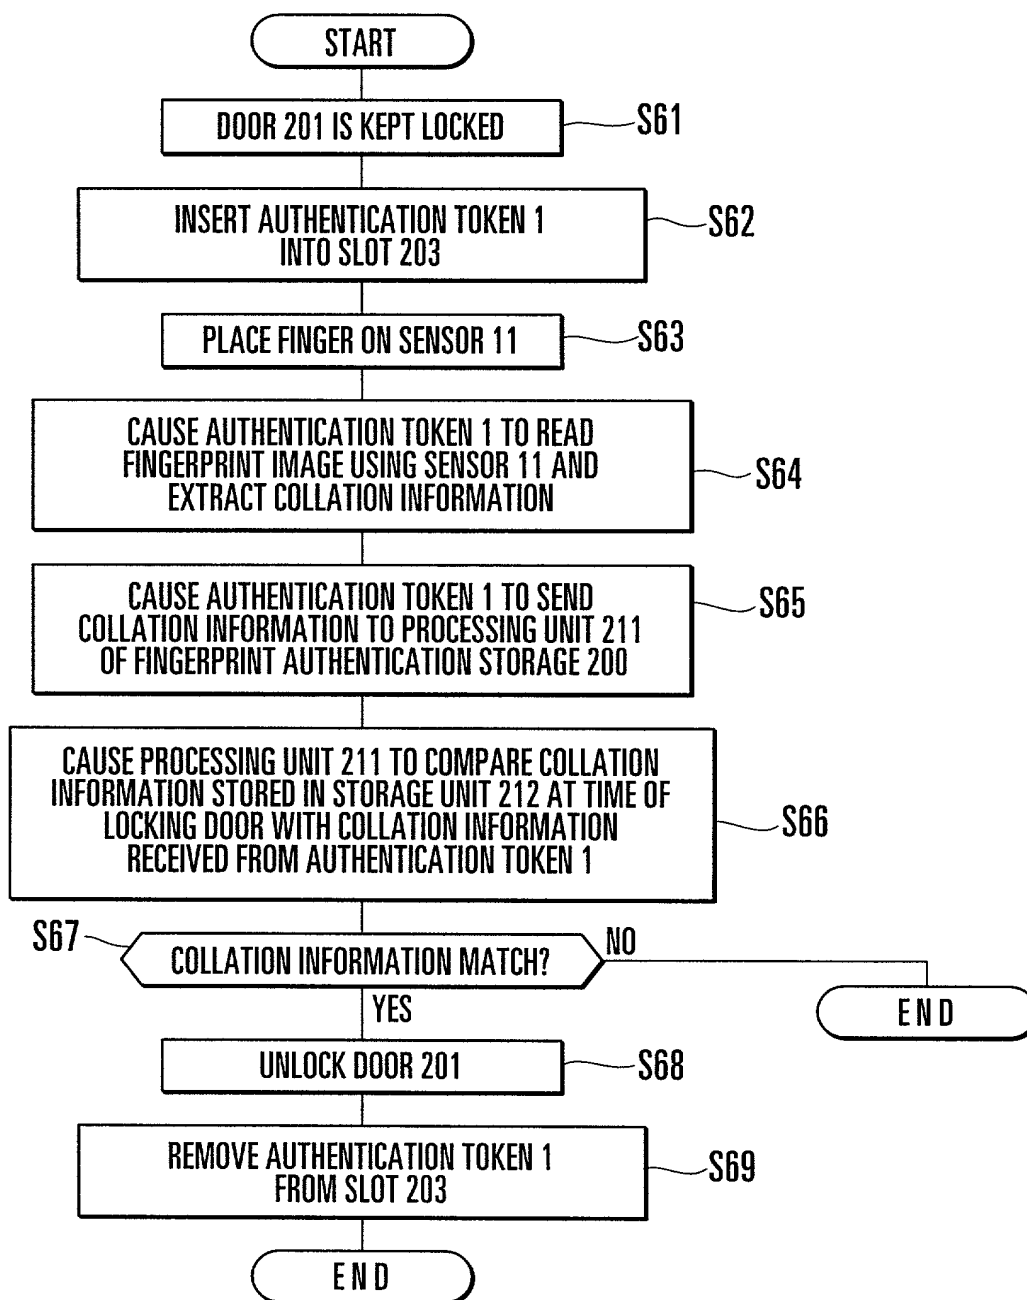 START
DOOR 201 IS KEPT LOCKED
S61
INSERT AUTHENTICATION TOKEN 1
INTO SLOT 203
S62
PLACE FINGER ON SENSOR 11
S63
CAUSE AUTHENTICATION TOKEN 1 TO READ
FINGERPRINT IMAGE USING SENSOR 11 AND
EXTRACT COLLATION INFORMATION
S64
CAUSE AUTHENTICATION TOKEN 1 TO SEND
COLLATION INFORMATION TO PROCESSING UNIT 211
OF FINGERPRINT AUTHENTICATION STORAGE 200
S65
CAUSE PROCESSING UNIT 211 TO COMPARE COLLATION
INFORMATION STORED IN STORAGE UNIT 212 AT TIME OF
LOCKING DOOR WITH COLLATION INFORMATION
RECEIVED FROM AUTHENTICATION TOKEN 1
S66
S67
COLLATION INFORMATION MATCH?
NO
YES
END
UNLOCK DOOR 201
S68
REMOVE AUTHENTICATION TOKEN 1
FROM SLOT 203
S69
END